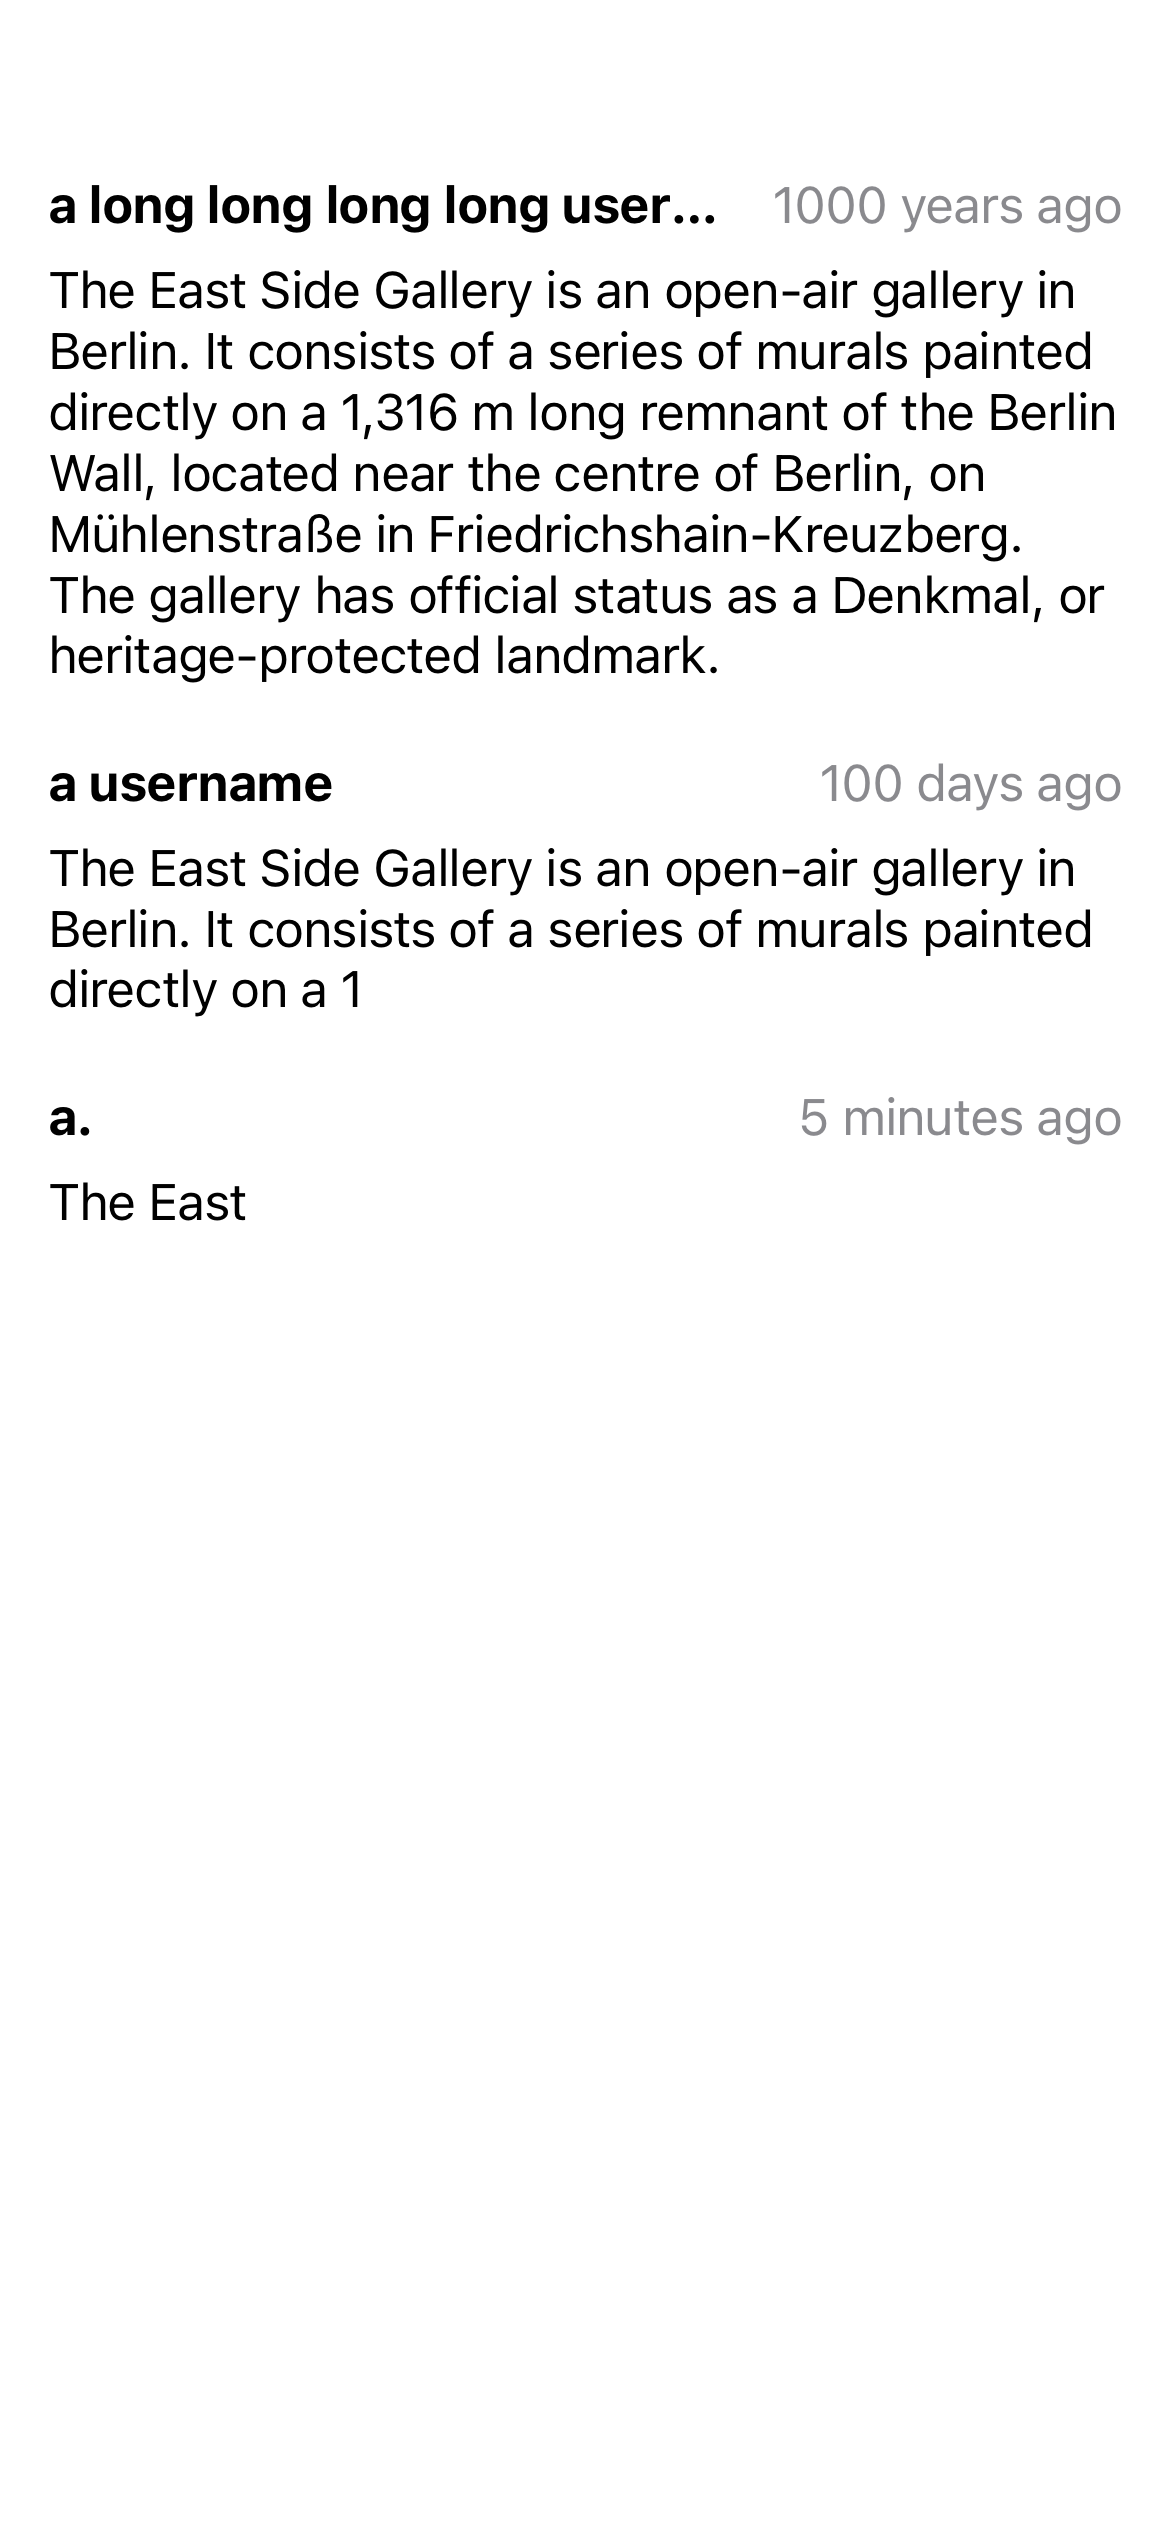 a long long long long user... 1000 years ago
The East Side Gallery is an open-air gallery in
Berlin. It consists of a series of murals painted
directly on a 1,316 m long remnant of the Berlin
Wall, located near the centre of Berlin, on
Mühlenstraße in Friedrichshain-Kreuzberg.
The gallery has official status as a Denkmal, or
heritage-protected landmark.
a username 100 days ago
The East Side Gallery is an open-air gallery in
Berlin. It consists of a series of murals painted
directly on a 1
a. 5 minutes ago
The East